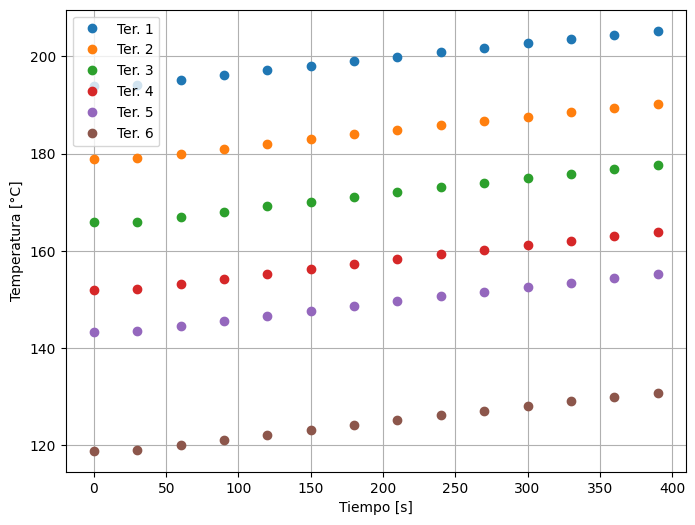 Ter. 1
Ter. 2
Ter. 3
Ter. 4
Ter. 5
Ter. 6
Temperatura [°C]
200
180
160
140
120
0 50 100 150 200 250 300 350 400
Tiempo [s]